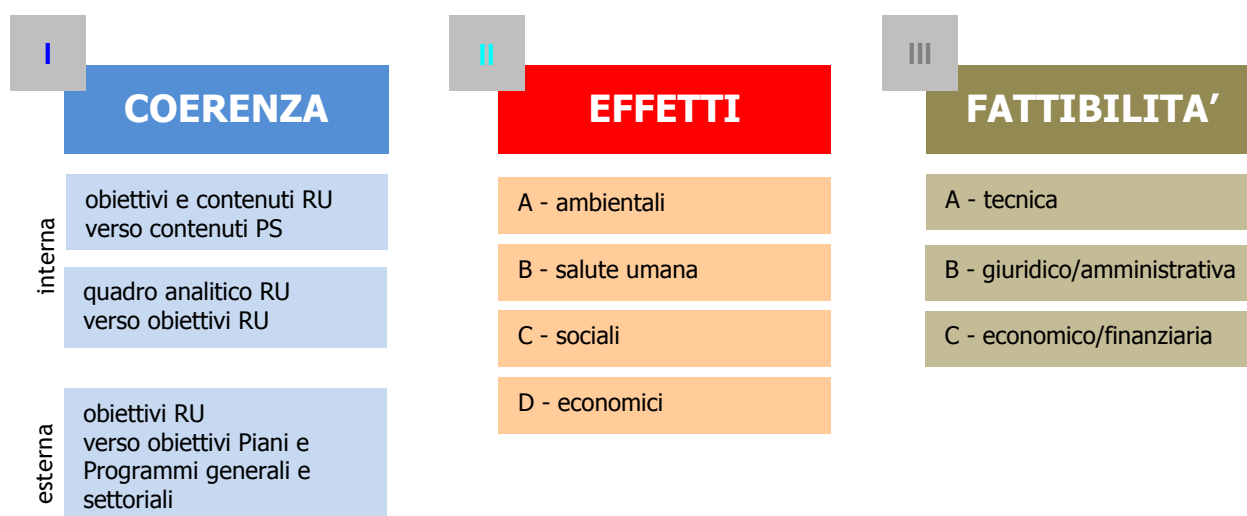 I
COERENZA
interna
obiettivi e contenuti RU
verso contenuti PS
quadro analitico RU
verso obiettivi RU
esterna
obiettivi RU
verso obiettivi Piani e
Programmi generali e
settoriali
II
EFFETTI
A - ambientali
B - salute umana
C - sociali
D - economici
III
FATTIBILITA’
A - tecnica
B - giuridico/amministrativa
C - economico/finanziaria